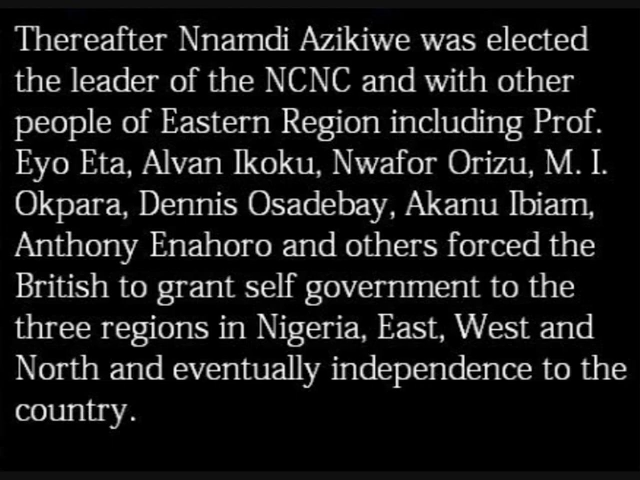 Thereafter Nnamdi Azikiwe was elected
the leader of the NCNC and with other
people of Eastern Region including Prof.
Eyo Eta, Alvan Ikoku, Nwafor Orizu, M. I.
Okpara, Dennis Osadebay, Akanu Ibiam,
Anthony Enahoro and others forced the
British to grant self government to the
three regions in Nigeria, East, West and
North and eventually independence to the
country.